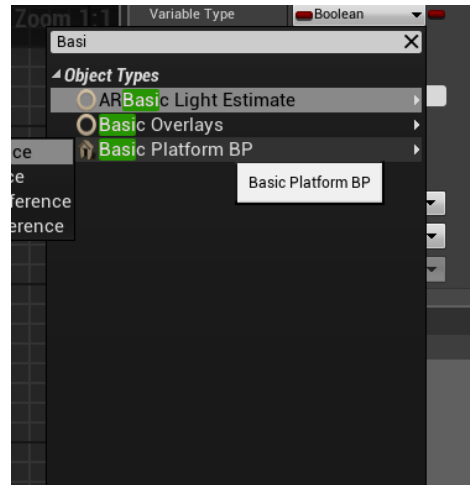 Zoom 1:1
Variable Type
Boolean
Basi
Object Types
ARBasic Light Estimate
Basic Overlays
Basic Platform BP
Basic Platform BP
ce
ce
ference
erence